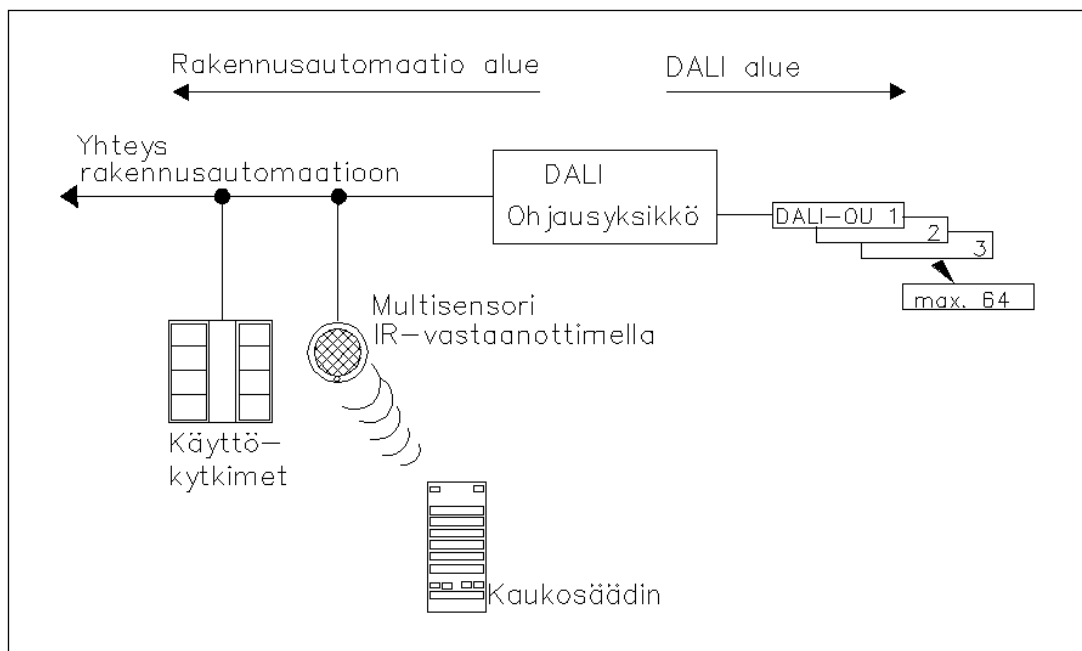 Rakennusautomaatio alue
DALI alue
Yhteys
rakennusautomaatioon
DALI
Ohjausyksikkö
DALI-OU 1
2
3
max. 64
Multisensori
IR-vastaanottimella
Käyttö-
kytkimet
Kaukosäädin